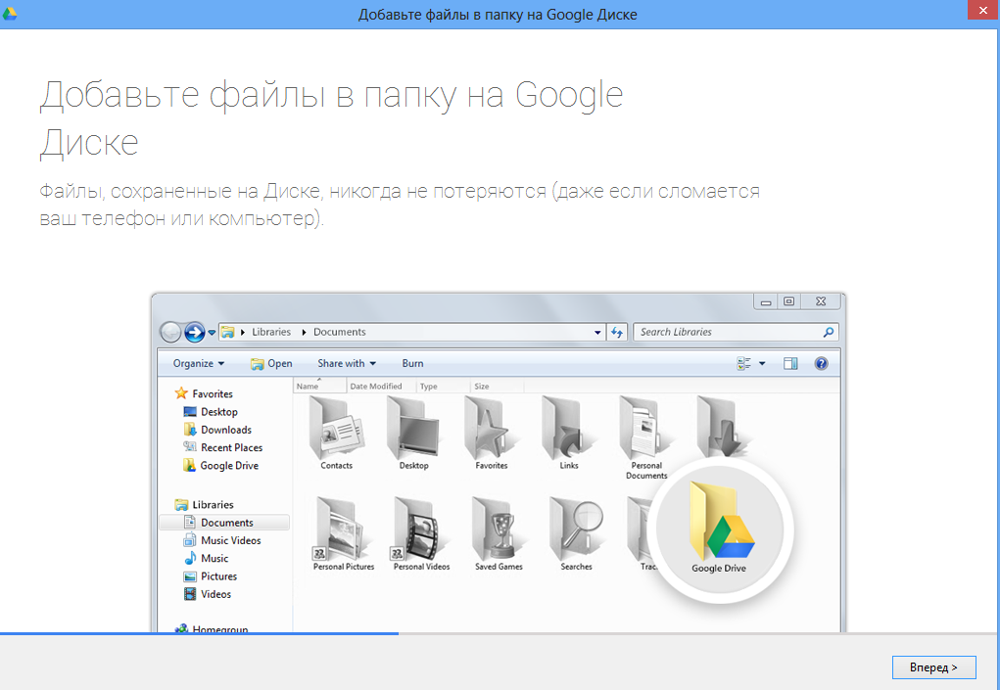 Добавьте файлы в папку на Google Диске
Добавьте файлы в папку на Google
Диске
Файлы, сохраненные на Диске, никогда не потеряются (даже если сломается
ваш телефон или компьютер).
Libraries Documents
Search Libraries
Organize Open Share with Burn
Name Date Modified Type Size
Favorites
Desktop
Downloads
Recent Places
Google Drive
Libraries
Documents
Music Videos
Music
Pictures
Videos
Homegroup
Contacts Desktop Favorites Links Personal
Documents
Personal Pictures Personal Videos Saved Games Searches
Google Drive
Вперед >